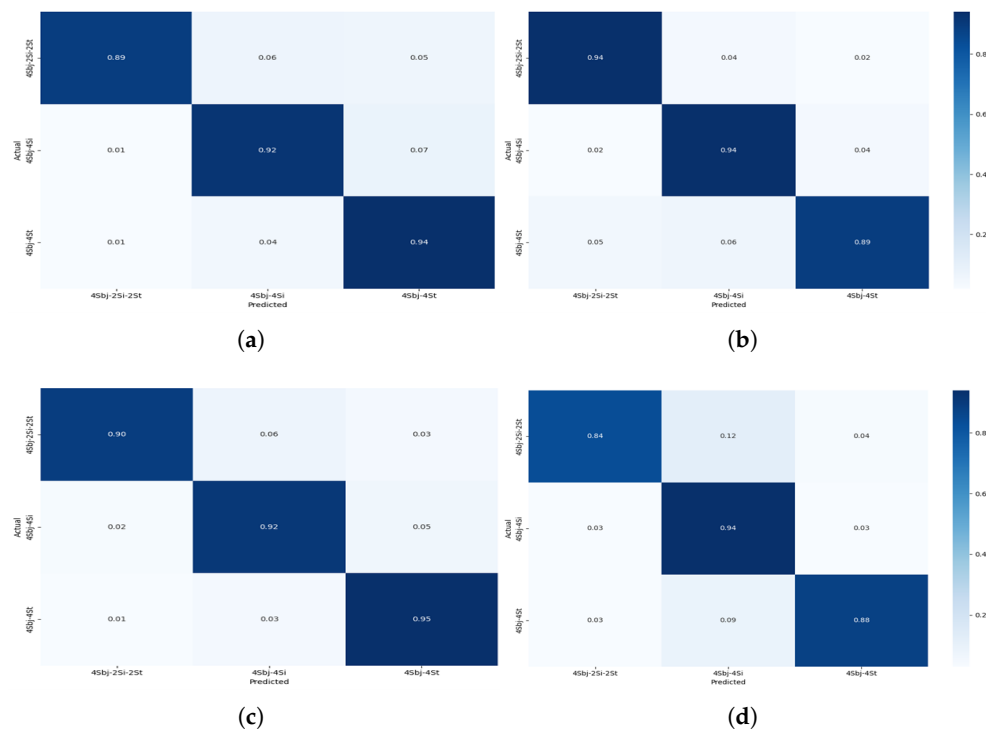 4Sbj-2Si-2St
0.89 0.06 0.05
Actual
4Sbj-4Si
0.01 0.92 0.07
4Sbj-4St
0.01 0.04 0.94
4Sbj-2Si-2St 4Sbj-4Si 4Sbj-4St
Predicted
(a)
4Sbj-2Si-2St
0.94 0.04 0.02
Actual
4Sbj-4Si
0.02 0.94 0.04
4Sbj-4St
0.05 0.06 0.89
4Sbj-2Si-2St 4Sbj-4Si 4Sbj-4St
Predicted
0.8
0.6
0.4
0.2
(b)
4Sbj-2Si-2St
0.90 0.06 0.03
Actual
4Sbj-4Si
0.02 0.92 0.05
4Sbj-4St
0.01 0.03 0.95
4Sbj-2Si-2St 4Sbj-4Si 4Sbj-4St
Predicted
(c)
4Sbj-2Si-2St
0.84 0.12 0.04
Actual
4Sbj-4Si
0.03 0.94 0.03
4Sbj-4St
0.03 0.09 0.88
4Sbj-2Si-2St 4Sbj-4Si 4Sbj-4St
Predicted
0.8
0.6
0.4
0.2
(d)